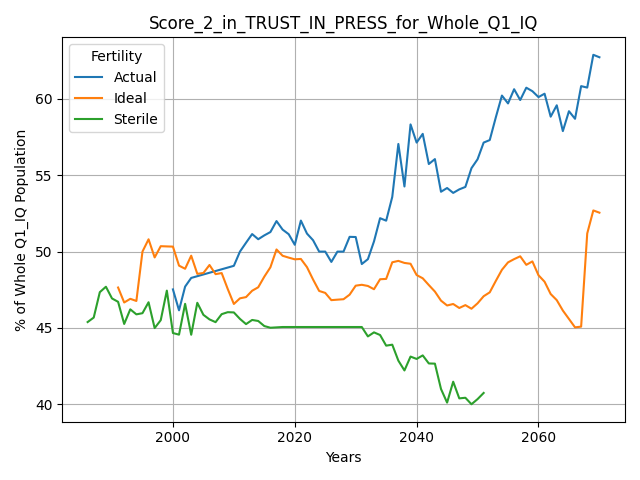 Score_2_in_TRUST_IN_PRESS_for_Whole_Q1_IQ
% of Whole Q1_IQ Population
60
55
50
45
40
Fertility
Actual
Ideal
Sterile
2000 2020 2040 2060
Years